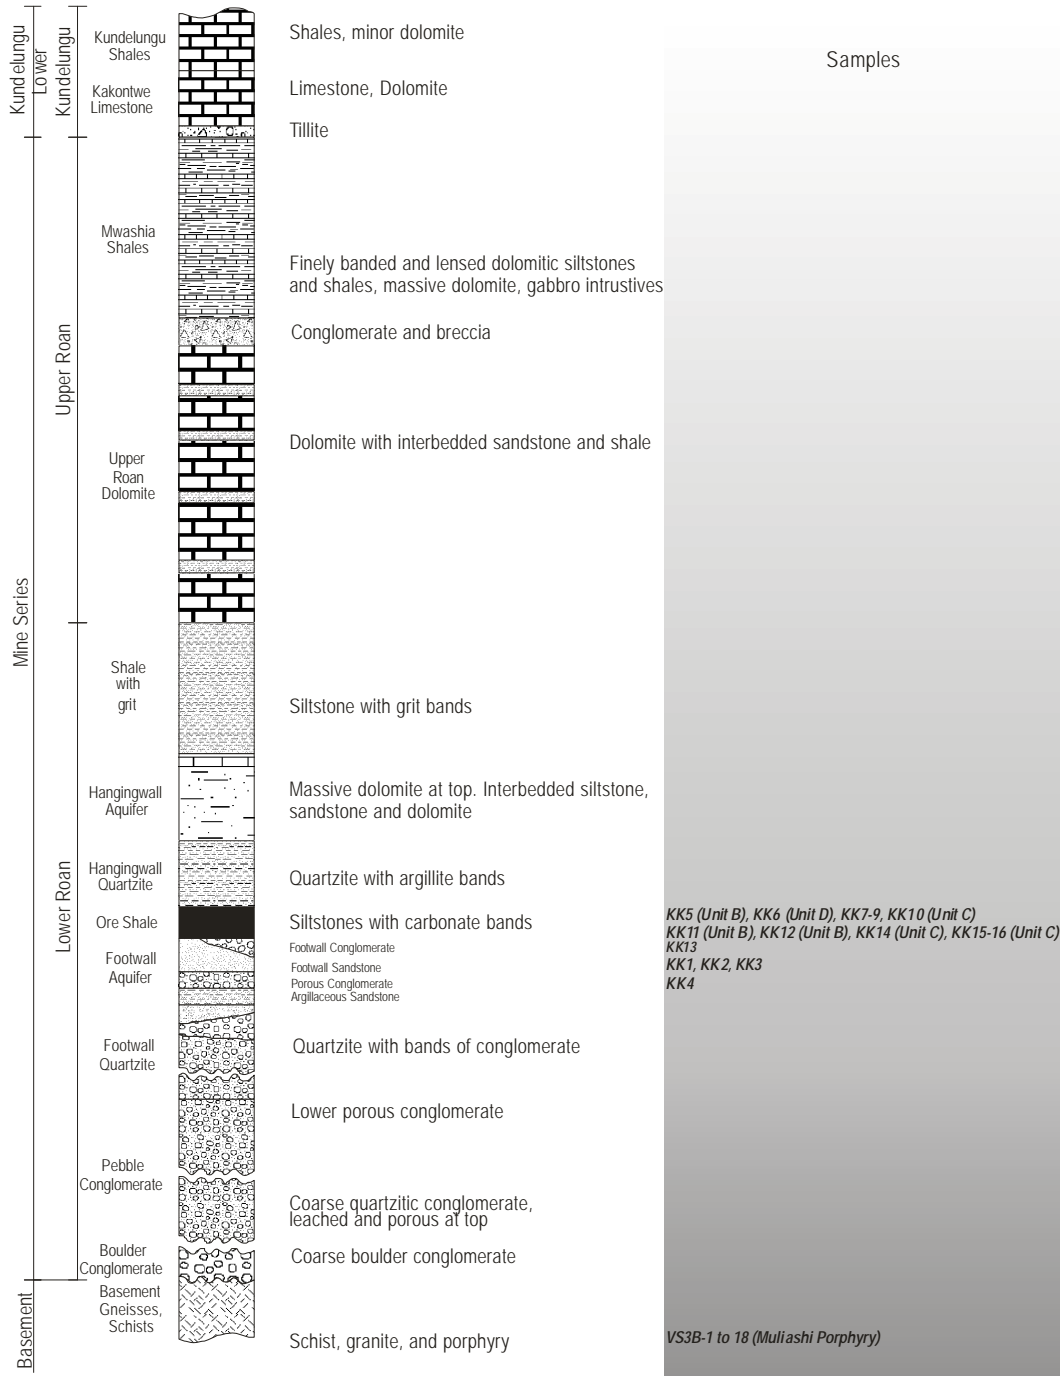 Kundelungu
Lower
Kundelungu
Kundelungu
Shales
Shales, minor dolomite
Samples
Kakontwe
Limestone
Limestone, Dolomite
Tillite
Mine Series
Upper Roan
Mwashia
Shales
Finely banded and lensed dolomitic siltstones
and shales, massive dolomite, gabbro intrustives
Conglomerate and breccia
Upper
Roan
Dolomite
Dolomite with interbedded sandstone and shale
Lower Roan
Shale
with
grit
Siltstone with grit bands
Hangingwall
Aquifer
Massive dolomite at top. Interbedded siltstone,
sandstone and dolomite
Hangingwall
Quartzite
Quartzite with argillite bands
Ore Shale
Siltstones with carbonate bands
KK5 (Unit B), KK6 (Unit D), KK7-9, KK10 (Unit C)
KK11 (Unit B), KK12 (Unit B), KK14 (Unit C), KK15-16 (Unit C)
Footwall
Aquifer
Footwall Conglomerate
KK13
Footwall Sandstone
KK1, KK2, KK3
Porous Conglomerate
KK4
Argillaceous Sandstone
Footwall
Quartzite
Quartzite with bands of conglomerate
Lower porous conglomerate
Pebble
Conglomerate
Coarse quartzitic conglomerate,
leached and porous at top
Boulder
Conglomerate
Coarse boulder conglomerate
Basement
Basement
Gneisses,
Schists
Schist, granite, and porphyry
VS3B-1 to 18 (Muliashi Porphyry)